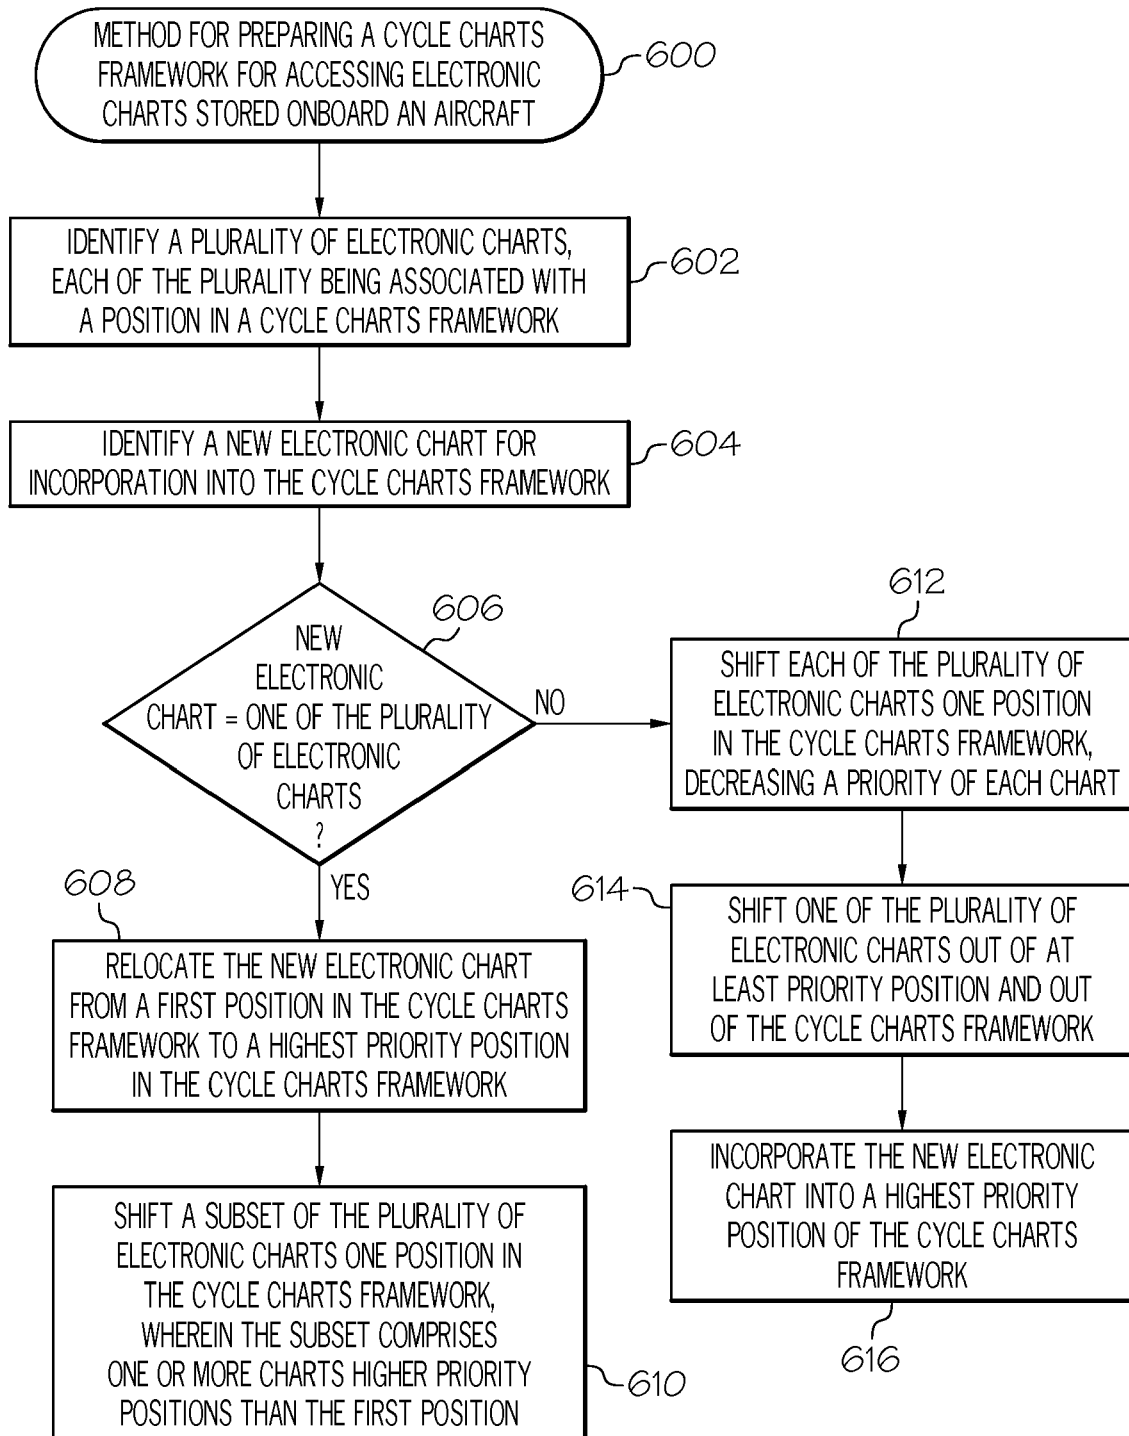 METHOD FOR PREPARING A CYCLE CHARTS
FRAMEWORK FOR ACCESSING ELECTRONIC
CHARTS STORED ONBOARD AN AIRCRAFT
600
IDENTIFY A PLURALITY OF ELECTRONIC CHARTS,
EACH OF THE PLURALITY BEING ASSOCIATED WITH
A POSITION IN A CYCLE CHARTS FRAMEWORK
602
IDENTIFY A NEW ELECTRONIC CHART FOR
INCORPORATION INTO THE CYCLE CHARTS FRAMEWORK
604
NEW
ELECTRONIC
CHART = ONE OF THE PLURALITY
OF ELECTRONIC
CHARTS
?
606
NO
YES
608
RELOCATE THE NEW ELECTRONIC CHART
FROM A FIRST POSITION IN THE CYCLE CHARTS
FRAMEWORK TO A HIGHEST PRIORITY POSITION
IN THE CYCLE CHARTS FRAMEWORK
SHIFT A SUBSET OF THE PLURALITY OF
ELECTRONIC CHARTS ONE POSITION IN
THE CYCLE CHARTS FRAMEWORK,
WHEREIN THE SUBSET COMPRISES
ONE OR MORE CHARTS HIGHER PRIORITY
POSITIONS THAN THE FIRST POSITION
610
612
SHIFT EACH OF THE PLURALITY OF
ELECTRONIC CHARTS ONE POSITION
IN THE CYCLE CHARTS FRAMEWORK,
DECREASING A PRIORITY OF EACH CHART
614
SHIFT ONE OF THE PLURALITY OF
ELECTRONIC CHARTS OUT OF AT
LEAST PRIORITY POSITION AND OUT
OF THE CYCLE CHARTS FRAMEWORK
INCORPORATE THE NEW ELECTRONIC
CHART INTO A HIGHEST PRIORITY
POSITION OF THE CYCLE CHARTS
FRAMEWORK
616